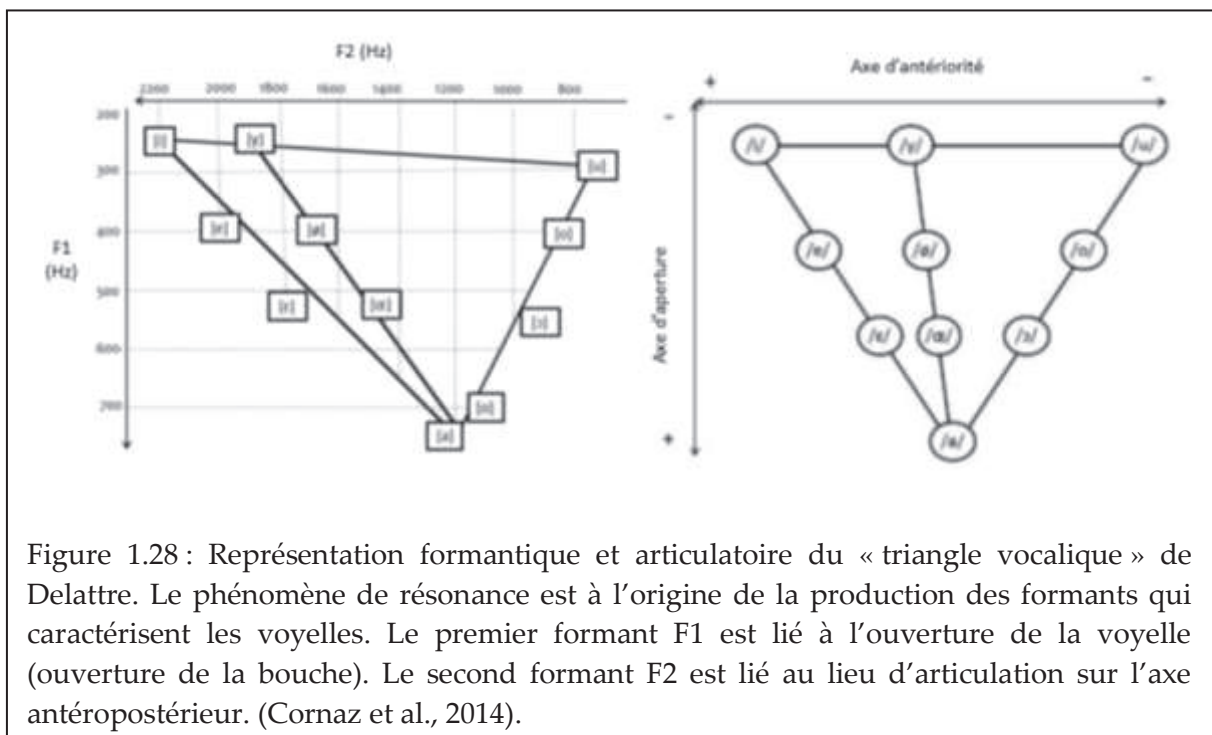 F2 (Hz)
2200 2000 1800 1600 1400 1200 1000 800
200
300
400
500
600
700
F1
(Hz)
[i] [y] [u]
[e] [ø] [o]
[ɛ] [œ] [ɔ]
[ɑ]
[a]
Axe d'antériorité
+ -
-
Axe d'aperture
+
/i/ /y/ /u/
/e/ /ø/ /o/
/ɛ/ /œ/ /ɔ/
/a/
Figure 1.28 : Représentation formantique et articulatoire du « triangle vocalique » de
Delattre. Le phénomène de résonance est à l'origine de la production des formants qui
caractérisent les voyelles. Le premier formant F1 est lié à l'ouverture de la voyelle
(ouverture de la bouche). Le second formant F2 est lié au lieu d'articulation sur l'axe
antéropostérieur. (Cornaz et al., 2014).